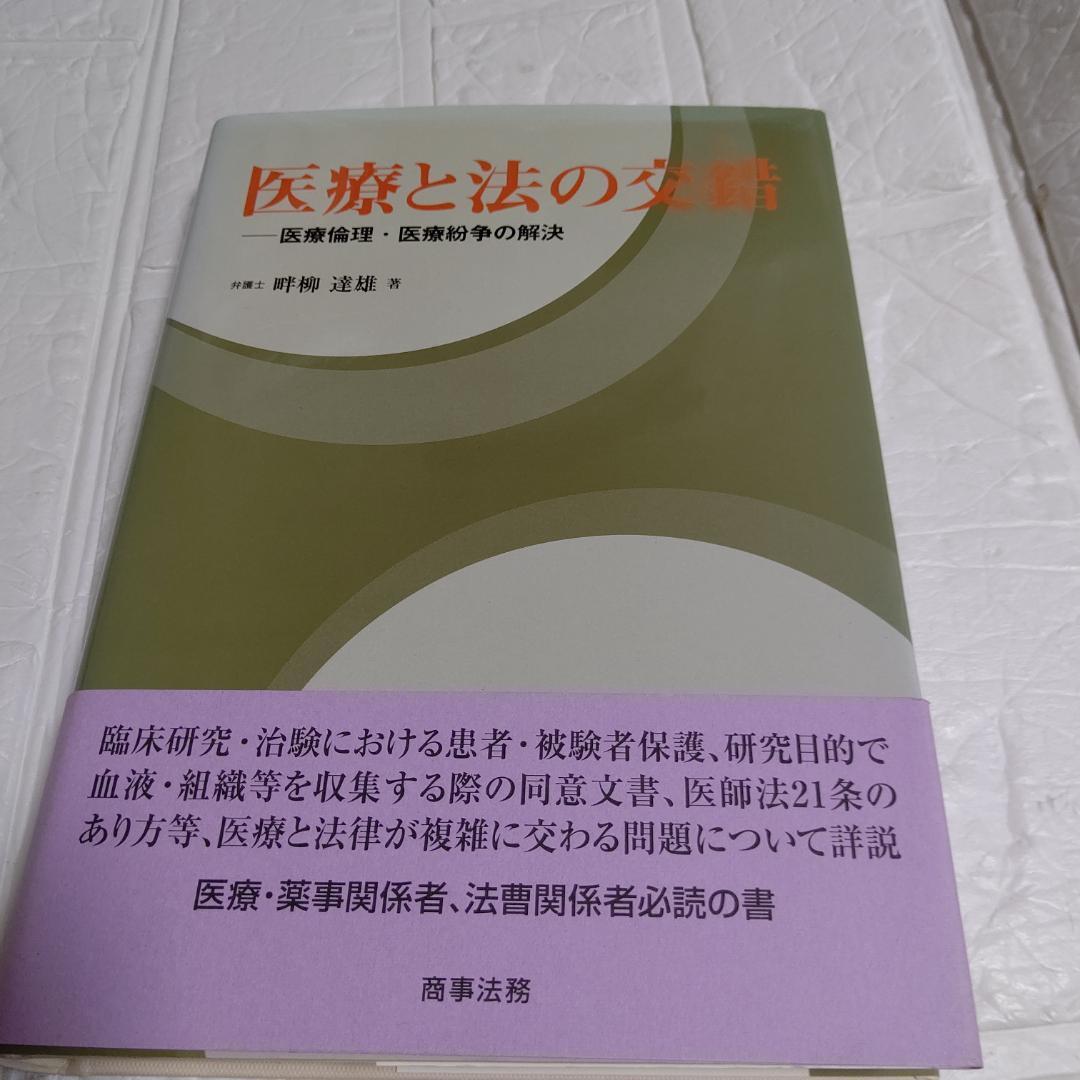 医療と法の交錯
──医療倫理・医療紛争の解決
弁護士 畔柳 達雄 著
臨床研究・治験における患者・被験者保護、研究目的で
血液・組織等を収集する際の同意文書、医師法21条の
あり方等、医療と法律が複雑に交わる問題について詳説
医療・薬事関係者、法曹関係者必読の書
商事法務